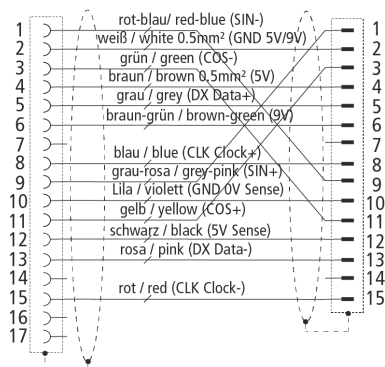 rot-blau/ red-blue (SIN-)
1 1
weiß / white 0.5mm² (GND 5V/9V)
2 2
grün / green (COS-)
3 3
braun / brown 0.5mm² (5V)
4 4
grau / grey (DX Data+)
5 5
braun-grün / brown-green (9V)
6 6
7 7
blau / blue (CLK Clock+)
8 8
grau-rosa / grey-pink (SIN+)
9 9
Lila / violett (GND 0V Sense)
10 10
gelb / yellow (COS+)
11 11
schwarz / black (5V Sense)
12 12
rosa / pink (DX Data-)
13 13
14 14
rot / red (CLK Clock-)
15 15
16
17